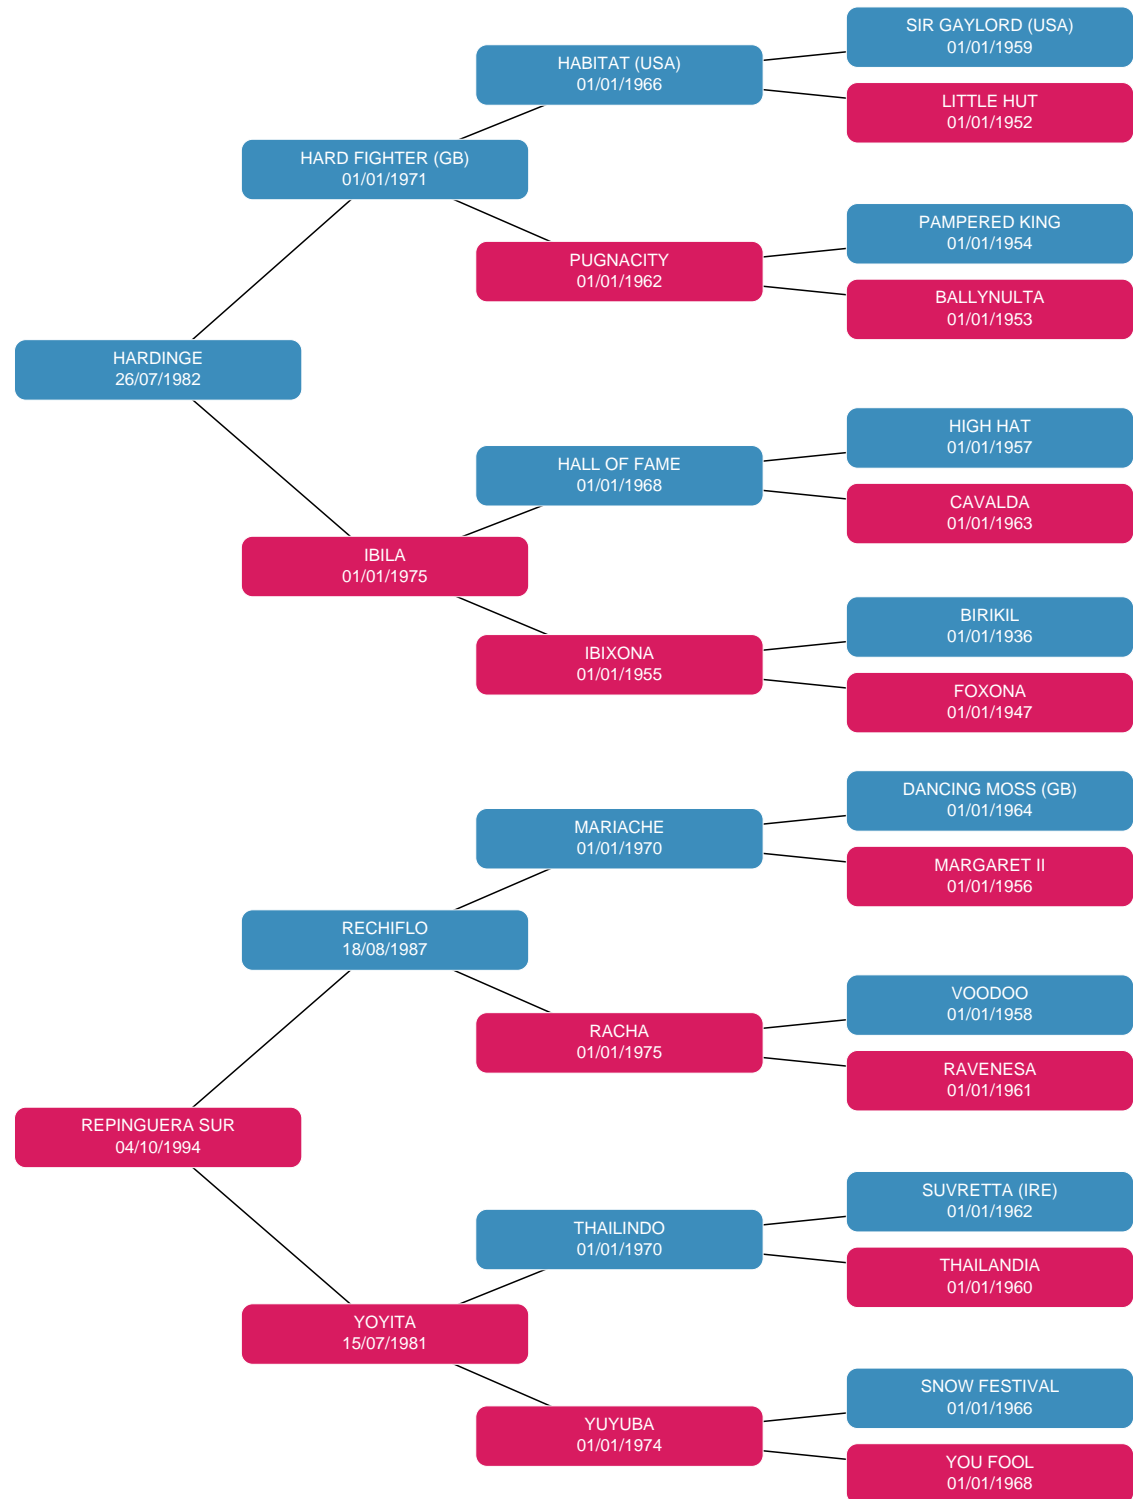 SIR GAYLORD (USA)
01/01/1959
HABITAT (USA)
01/01/1966
LITTLE HUT
01/01/1952
HARD FIGHTER (GB)
01/01/1971
PAMPERED KING
01/01/1954
PUGNACITY
01/01/1962
BALLYNULTA
01/01/1953
HARDINGE
26/07/1982
HIGH HAT
01/01/1957
HALL OF FAME
01/01/1968
CAVALDA
01/01/1963
IBILA
01/01/1975
BIRIKIL
01/01/1936
IBIXONA
01/01/1955
FOXONA
01/01/1947
DANCING MOSS (GB)
01/01/1964
MARIACHE
01/01/1970
MARGARET II
01/01/1956
RECHIFLO
18/08/1987
VOODOO
01/01/1958
RACHA
01/01/1975
RAVENESA
01/01/1961
REPINGUERA SUR
04/10/1994
SUVRETTA (IRE)
01/01/1962
THAILINDO
01/01/1970
THAILANDIA
01/01/1960
YOYITA
15/07/1981
SNOW FESTIVAL
01/01/1966
YUYUBA
01/01/1974
YOU FOOL
01/01/1968